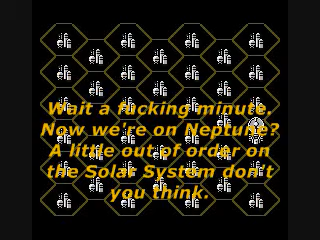 Wait a fucking minute.
Now we're on Neptune?
A little out of order on
the Solar System don't
you think.